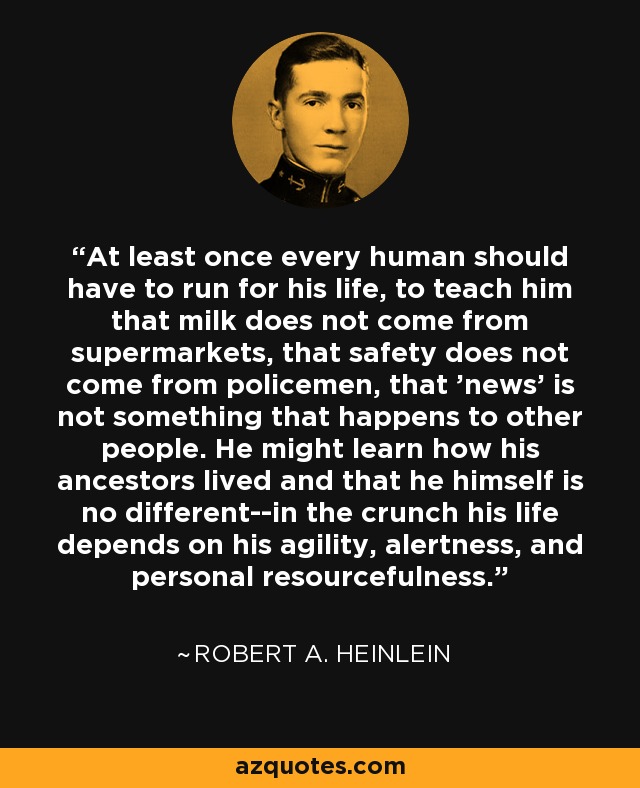 “At least once every human should
have to run for his life, to teach him
that milk does not come from
supermarkets, that safety does not
come from policemen, that ’news’ is
not something that happens to other
people. He might learn how his
ancestors lived and that he himself is
no different--in the crunch his life
depends on his agility, alertness, and
personal resourcefulness.”
~ROBERT A. HEINLEIN
azquotes.com